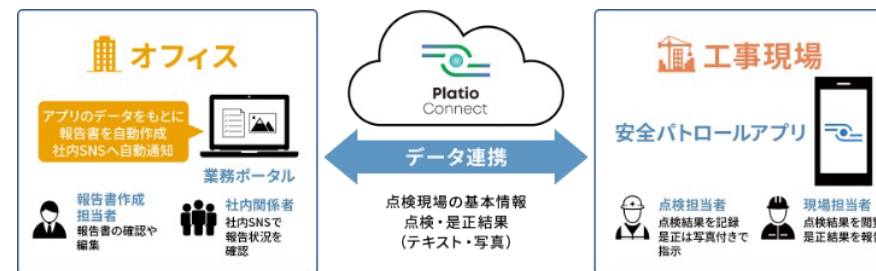 オフィス
アプリのデータをもとに
報告書を自動作成
社内SNSへ自動通知
業務ポータル
報告書作成
担当者
報告書の確認や
編集
社内関係者
社内SNSで
報告状況を
確認
Platio
Connect
データ連携
点検現場の基本情報
点検・是正結果
（テキスト・写真）
工事現場
安全パトロールアプリ
点検担当者
点検結果を記録
是正は写真付きで
指示
現場担当者
点検結果を閲
是正結果を報